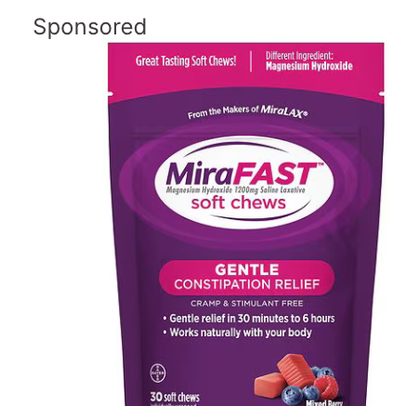 Sponsored
Great Tasting Soft Chews!
Different Ingredient:
Magnesium Hydroxide
From the Makers of MiraLAX®
MiraFAST™
Magnesium Hydroxide 1200mg Saline Laxative
soft chews
GENTLE
CONSTIPATION RELIEF
CRAMP & STIMULANT FREE
• Gentle relief in 30 minutes to 6 hours
• Works naturally with your body
BAYER
30 soft chews
Mixed Berry